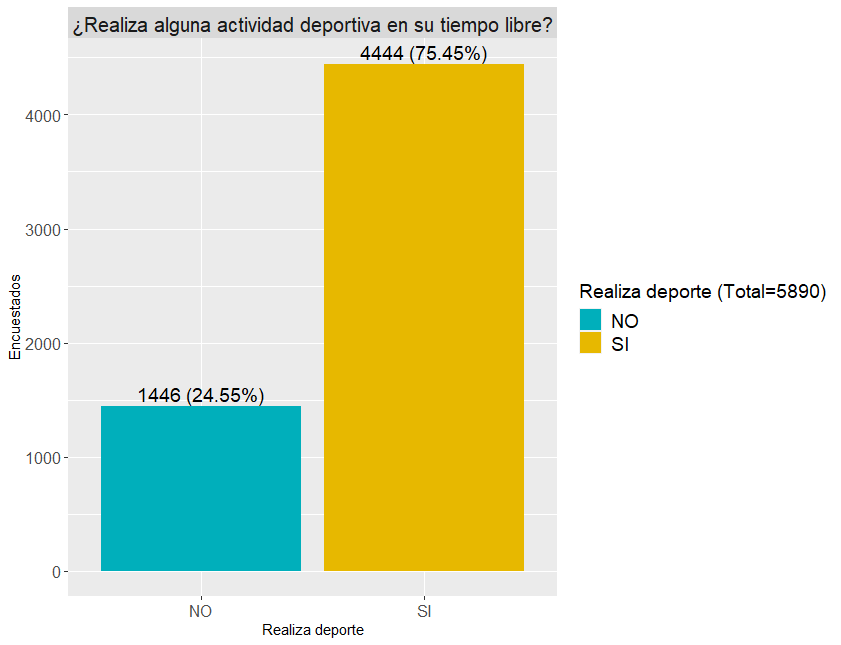 ¿Realiza alguna actividad deportiva en su tiempo libre?
4444 (75.45%)
4000
3000
2000
1000
0
Encuestados
1446 (24.55%)
NO
SI
Realiza deporte
Realiza deporte (Total=5890)
NO
SI